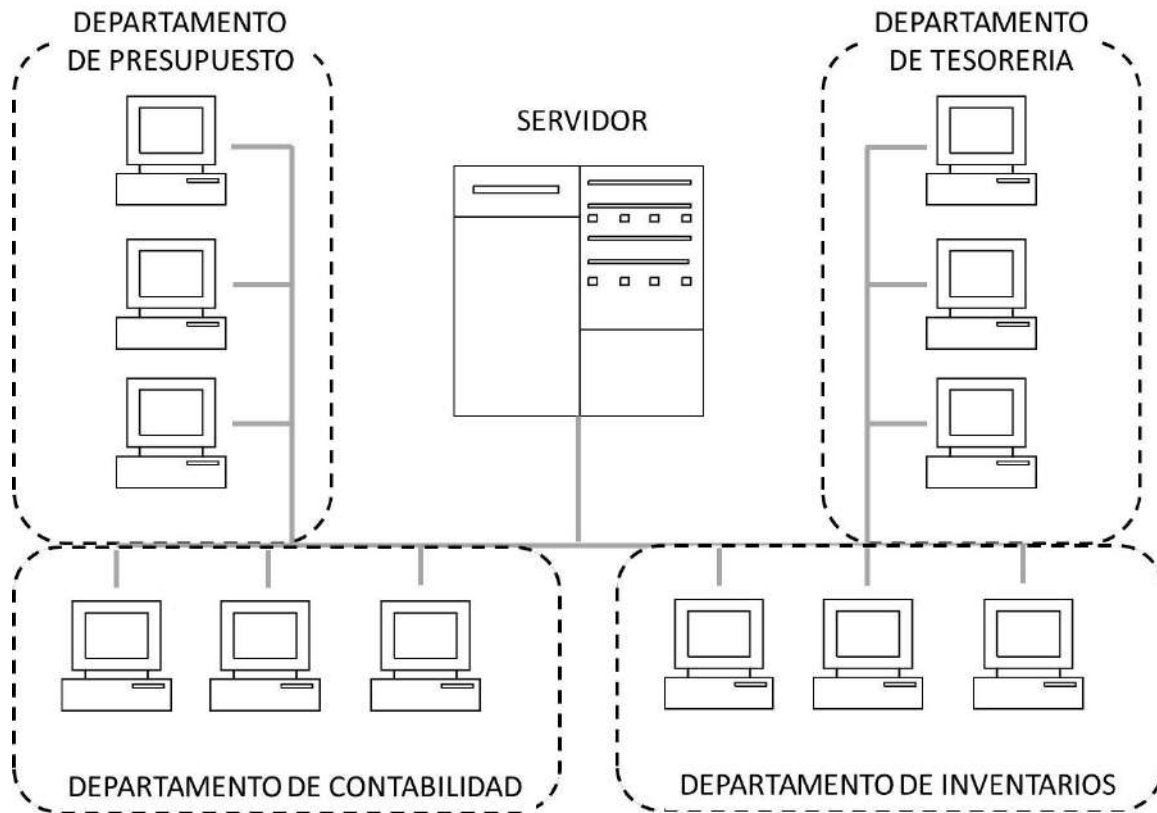 DEPARTAMENTO
DE PRESUPUESTO
SERVIDOR
DEPARTAMENTO
DE TESORERIA
DEPARTAMENTO DE CONTABILIDAD
DEPARTAMENTO DE INVENTARIOS